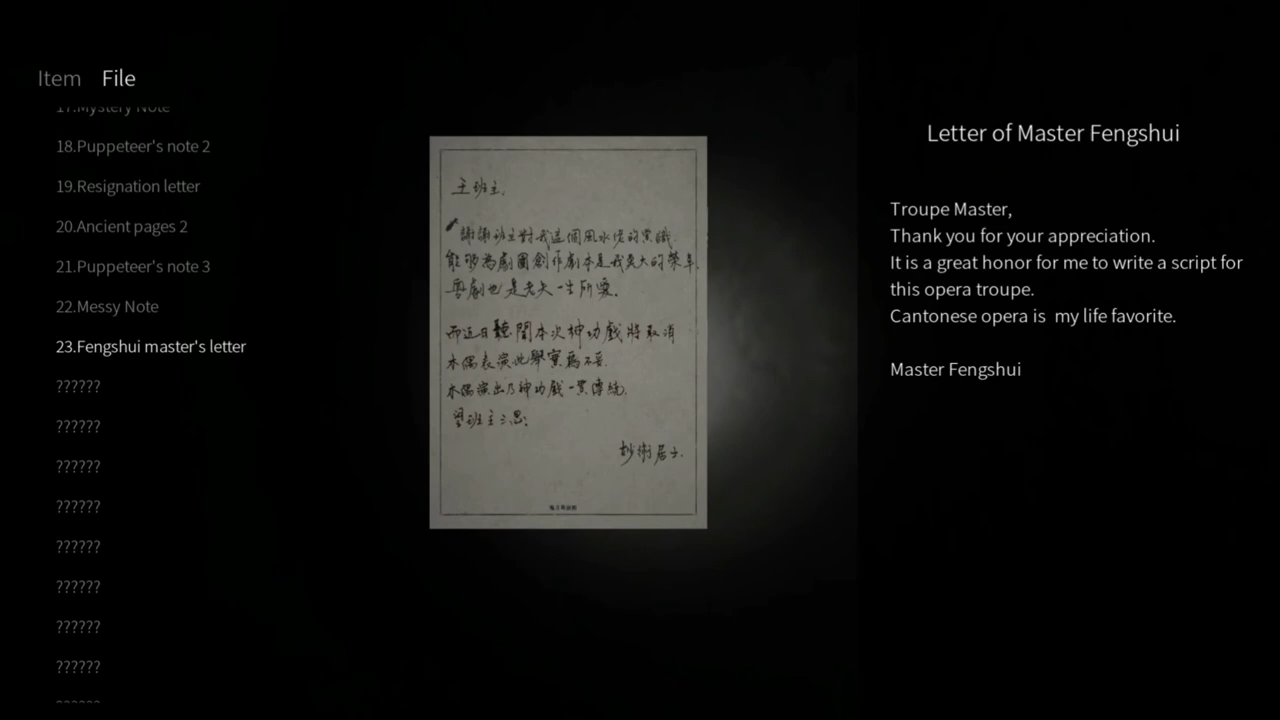 Item File
17.Mystery Note
18.Puppeteer's note 2
19.Resignation letter
20.Ancient pages 2
21.Puppeteer's note 3
22.Messy Note
23.Fengshui master's letter
??????
??????
??????
??????
??????
??????
??????
??????
??????
王班主,
謝謝班主對我這個風水佬的賞識.
能够為劇團創作劇本是我莫大的榮幸.
粵劇也是老夫一生所愛.
而近日聽聞本次神功戲將取消
木偶表演此舉實爲不妥.
木偶演出乃神功戲一貫傳統.
望班主三思.
居士.
Letter of Master Fengshui
Troupe Master,
Thank you for your appreciation.
It is a great honor for me to write a script for
this opera troupe.
Cantonese opera is  my life favorite.
Master Fengshui